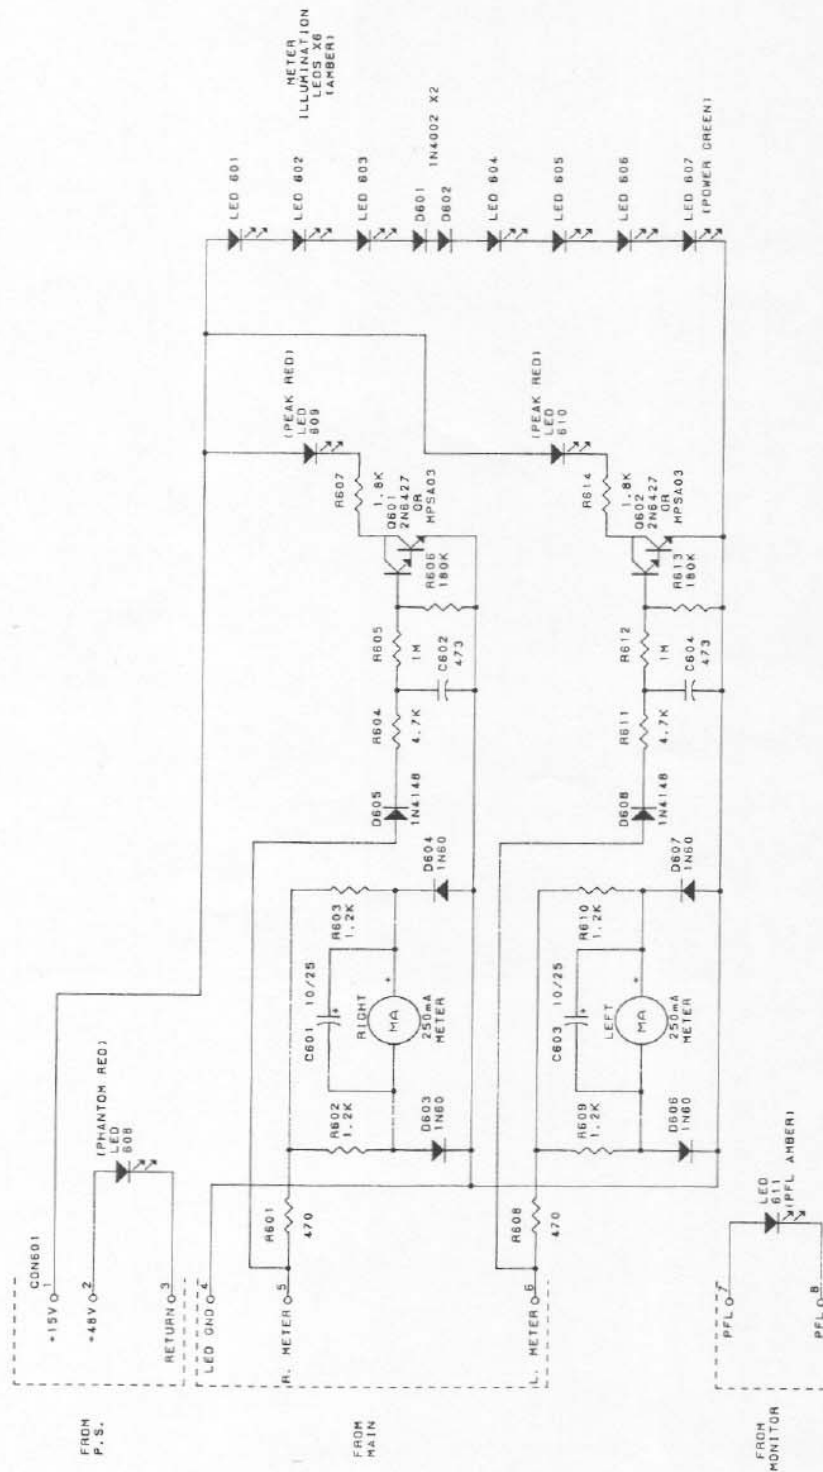 FROM
P.S.
CON601
+15V
1
+48V
2
RETURN
3
(PHANTOM RED)
LED
608
FROM
MAIN
LED GND
4
R. METER
5
L. METER
6
R601
470
R602
1.2K
D603
1N60
C601
10/25
+
RIGHT
MA
+
250mA
METER
R603
1.2K
D604
1N60
D605
1N4148
R604
4.7K
C602
473
R605
1M
R606
180K
Q601
2N6427
OR
MPSA03
R607
1.8K
(PEAK RED)
LED
609
R608
470
R609
1.2K
D606
1N60
C603
10/25
+
LEFT
MA
+
250mA
METER
R610
1.2K
D607
1N60
D608
1N4148
R611
4.7K
C604
473
R612
1M
R613
180K
Q602
2N6427
OR
MPSA03
R614
1.8K
(PEAK RED)
LED
610
METER
ILLUMINATION
LEDS X6
(AMBER)
LED 601
LED 602
LED 603
D601
D602
1N4002 X2
LED 604
LED 605
LED 606
LED 607
(POWER GREEN)
FROM
MONITOR
PFL
7
PFL
8
LED
611
(PFL AMBER)